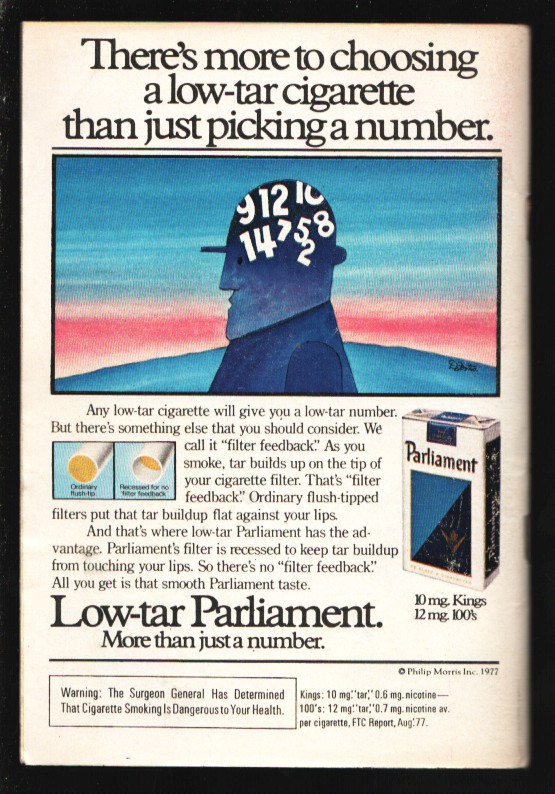 There's more to choosing
a low-tar cigarette
than just picking a number.
9 12 10
14 7 5 8
2
Any low-tar cigarette will give you a low-tar number.
But there's something else that you should consider. We
call it "filter feedback." As you
smoke, tar builds up on the tip of
your cigarette filter. That's "filter
feedback." Ordinary flush-tipped
filters put that tar buildup flat against your lips.
Ordinary
flush-tip.
Recessed for no
"filter feedback"
And that's where low-tar Parliament has the ad-
vantage. Parliament's filter is recessed to keep tar buildup
from touching your lips. So there's no "filter feedback."
All you get is that smooth Parliament taste.
Parliament
10 mg. Kings
12 mg. 100's
Low-tar Parliament.
More than just a number.
© Philip Morris Inc. 1977
Warning: The Surgeon General Has Determined
That Cigarette Smoking Is Dangerous to Your Health.
Kings: 10 mg. "tar," 0.6 mg. nicotine—
100's: 12 mg. "tar," 0.7 mg. nicotine av.
per cigarette, FTC Report, Aug. '77.